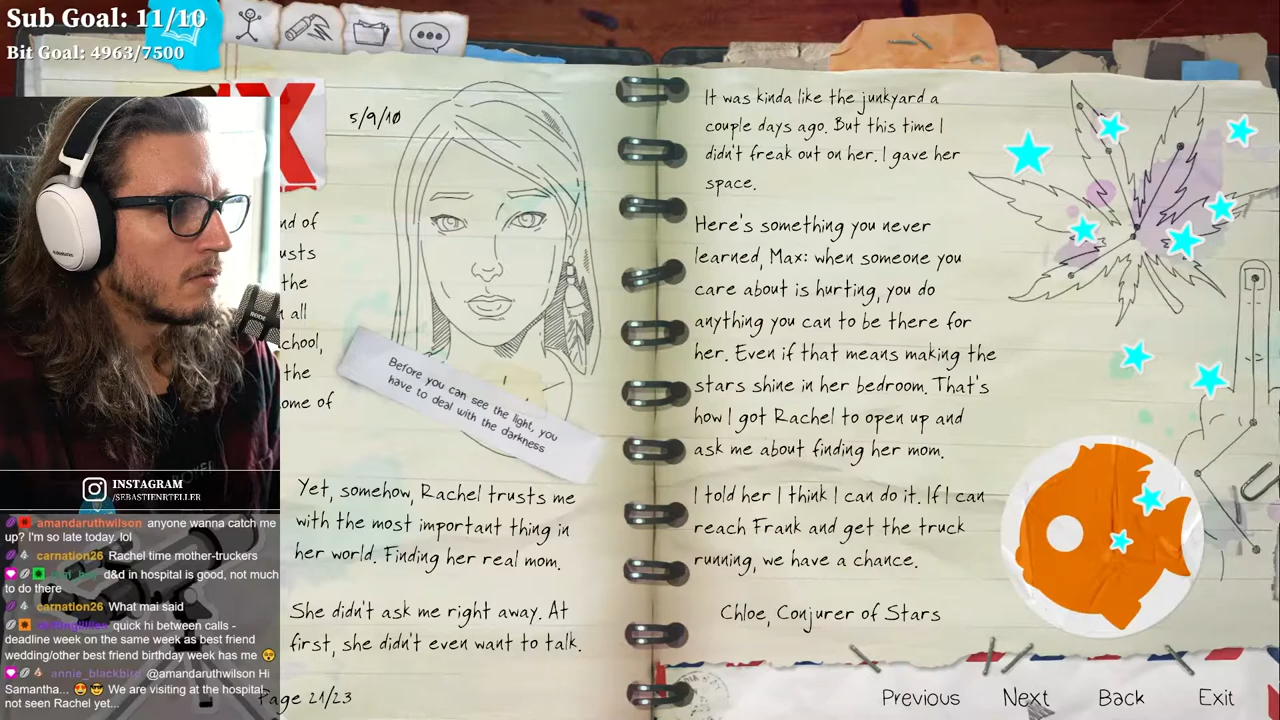 Sub Goal: 11/10
Bit Goal: 4963/7500
X
5/9/10
nd of
usts
the
all
chool,
the
ome of
Before you can see the light, you
have to deal with the darkness
Yet, somehow, Rachel trusts me
with the most important thing in
her world. Finding her real mom.
She didn't ask me right away. At
first, she didn't even want to talk.
Page 21/23
It was kinda like the junkyard a
couple days ago. But this time I
didn't freak out on her. I gave her
space.
Here's something you never
learned, Max: when someone you
care about is hurting, you do
anything you can to be there for
her. Even if that means making the
stars shine in her bedroom. That's
how I got Rachel to open up and
ask me about finding her mom.
I told her I think I can do it. If I can
reach Frank and get the truck
running, we have a chance.
Chloe, Conjurer of Stars
Previous Next Back Exit
RODE
INSTAGRAM
/SEBASTIENRTELLER
amandaruthwilson anyone wanna catch me
up? I'm so late today. lol
carnation26 Rachel time mother-truckers
d&d in hospital is good, not much
to do there
carnation26 What mai said
quick hi between calls -
deadline week on the same week as best friend
wedding/other best friend birthday week has me
annie_blackbird @amandaruthwilson Hi
Samantha... We are visiting at the hospital,
not seen Rachel yet...